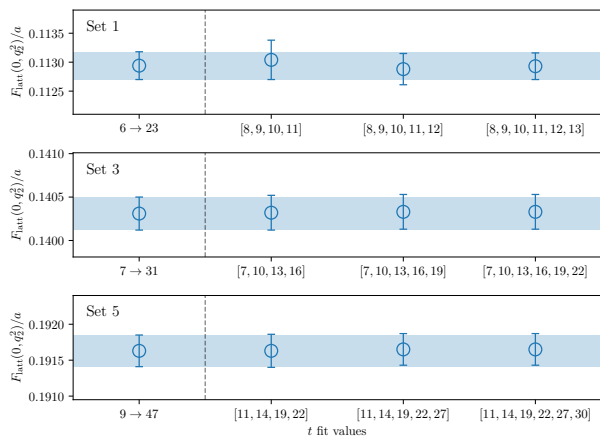 Set 1
F_latt(0, q_2^2)/a
0.1135
0.1130
0.1125
6 → 23
[8, 9, 10, 11]
[8, 9, 10, 11, 12]
[8, 9, 10, 11, 12, 13]
Set 3
F_latt(0, q_2^2)/a
0.1410
0.1405
0.1400
7 → 31
[7, 10, 13, 16]
[7, 10, 13, 16, 19]
[7, 10, 13, 16, 19, 22]
Set 5
F_latt(0, q_2^2)/a
0.1920
0.1915
0.1910
9 → 47
[11, 14, 19, 22]
[11, 14, 19, 22, 27]
[11, 14, 19, 22, 27, 30]
t fit values